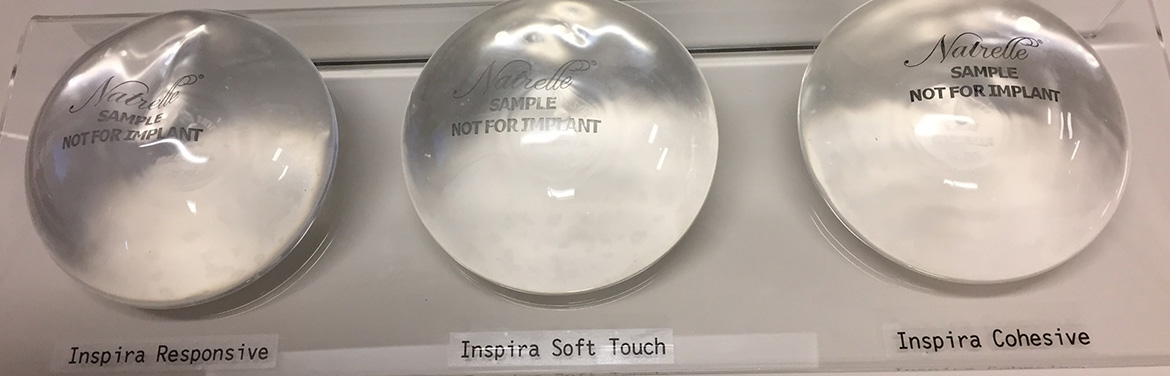 Natrelle®
SAMPLE
NOT FOR IMPLANT
Natrelle®
SAMPLE
NOT FOR IMPLANT
Natrelle®
SAMPLE
NOT FOR IMPLANT
Inspira Responsive
Inspira Soft Touch
Inspira Cohesive